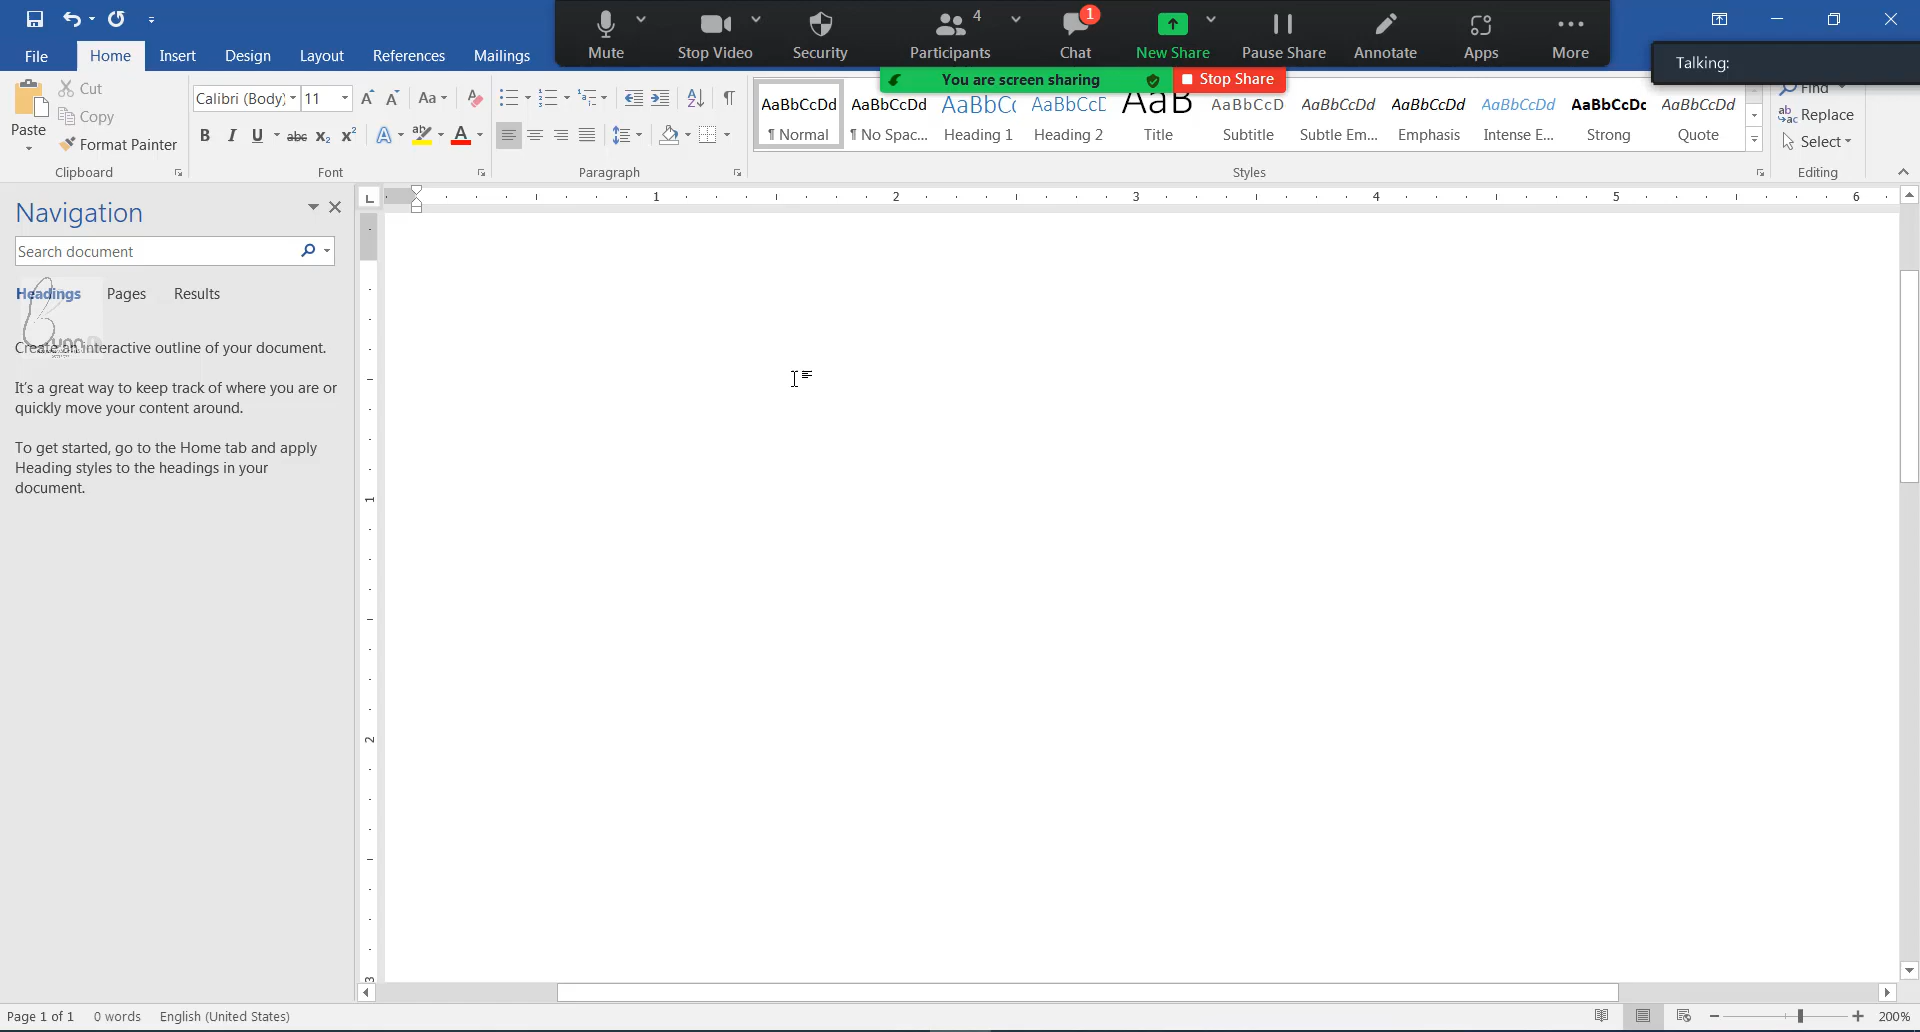 Mute
Stop Video
Security
Participants
4
Chat
1
New Share
Pause Share
Annotate
Apps
More
Talking:
You are screen sharing
Stop Share
File
Home
Insert
Design
Layout
References
Mailings
Paste
Cut
Copy
Format Painter
Clipboard
Calibri (Body)
11
Aa
B I U abc X₂ X²
A
ab
A
Font
Paragraph
AaBbCcDd
¶ Normal
AaBbCcDd
¶ No Spac...
AaBbC
Heading 1
AaBbCc
Heading 2
AaB
Title
AaBbCcD
Subtitle
AaBbCcDd
Subtle Em...
AaBbCcDd
Emphasis
AaBbCcDd
Intense E...
AaBbCcDc
Strong
AaBbCcDd
Quote
Styles
Find
Replace
Select
Editing
Navigation
Search document
Headings
Pages
Results
Create an interactive outline of your document.
It's a great way to keep track of where you are or
quickly move your content around.
To get started, go to the Home tab and apply
Heading styles to the headings in your
document.
L
1 2 3 4 5 6
1
2
3
Page 1 of 1
0 words
English (United States)
200%